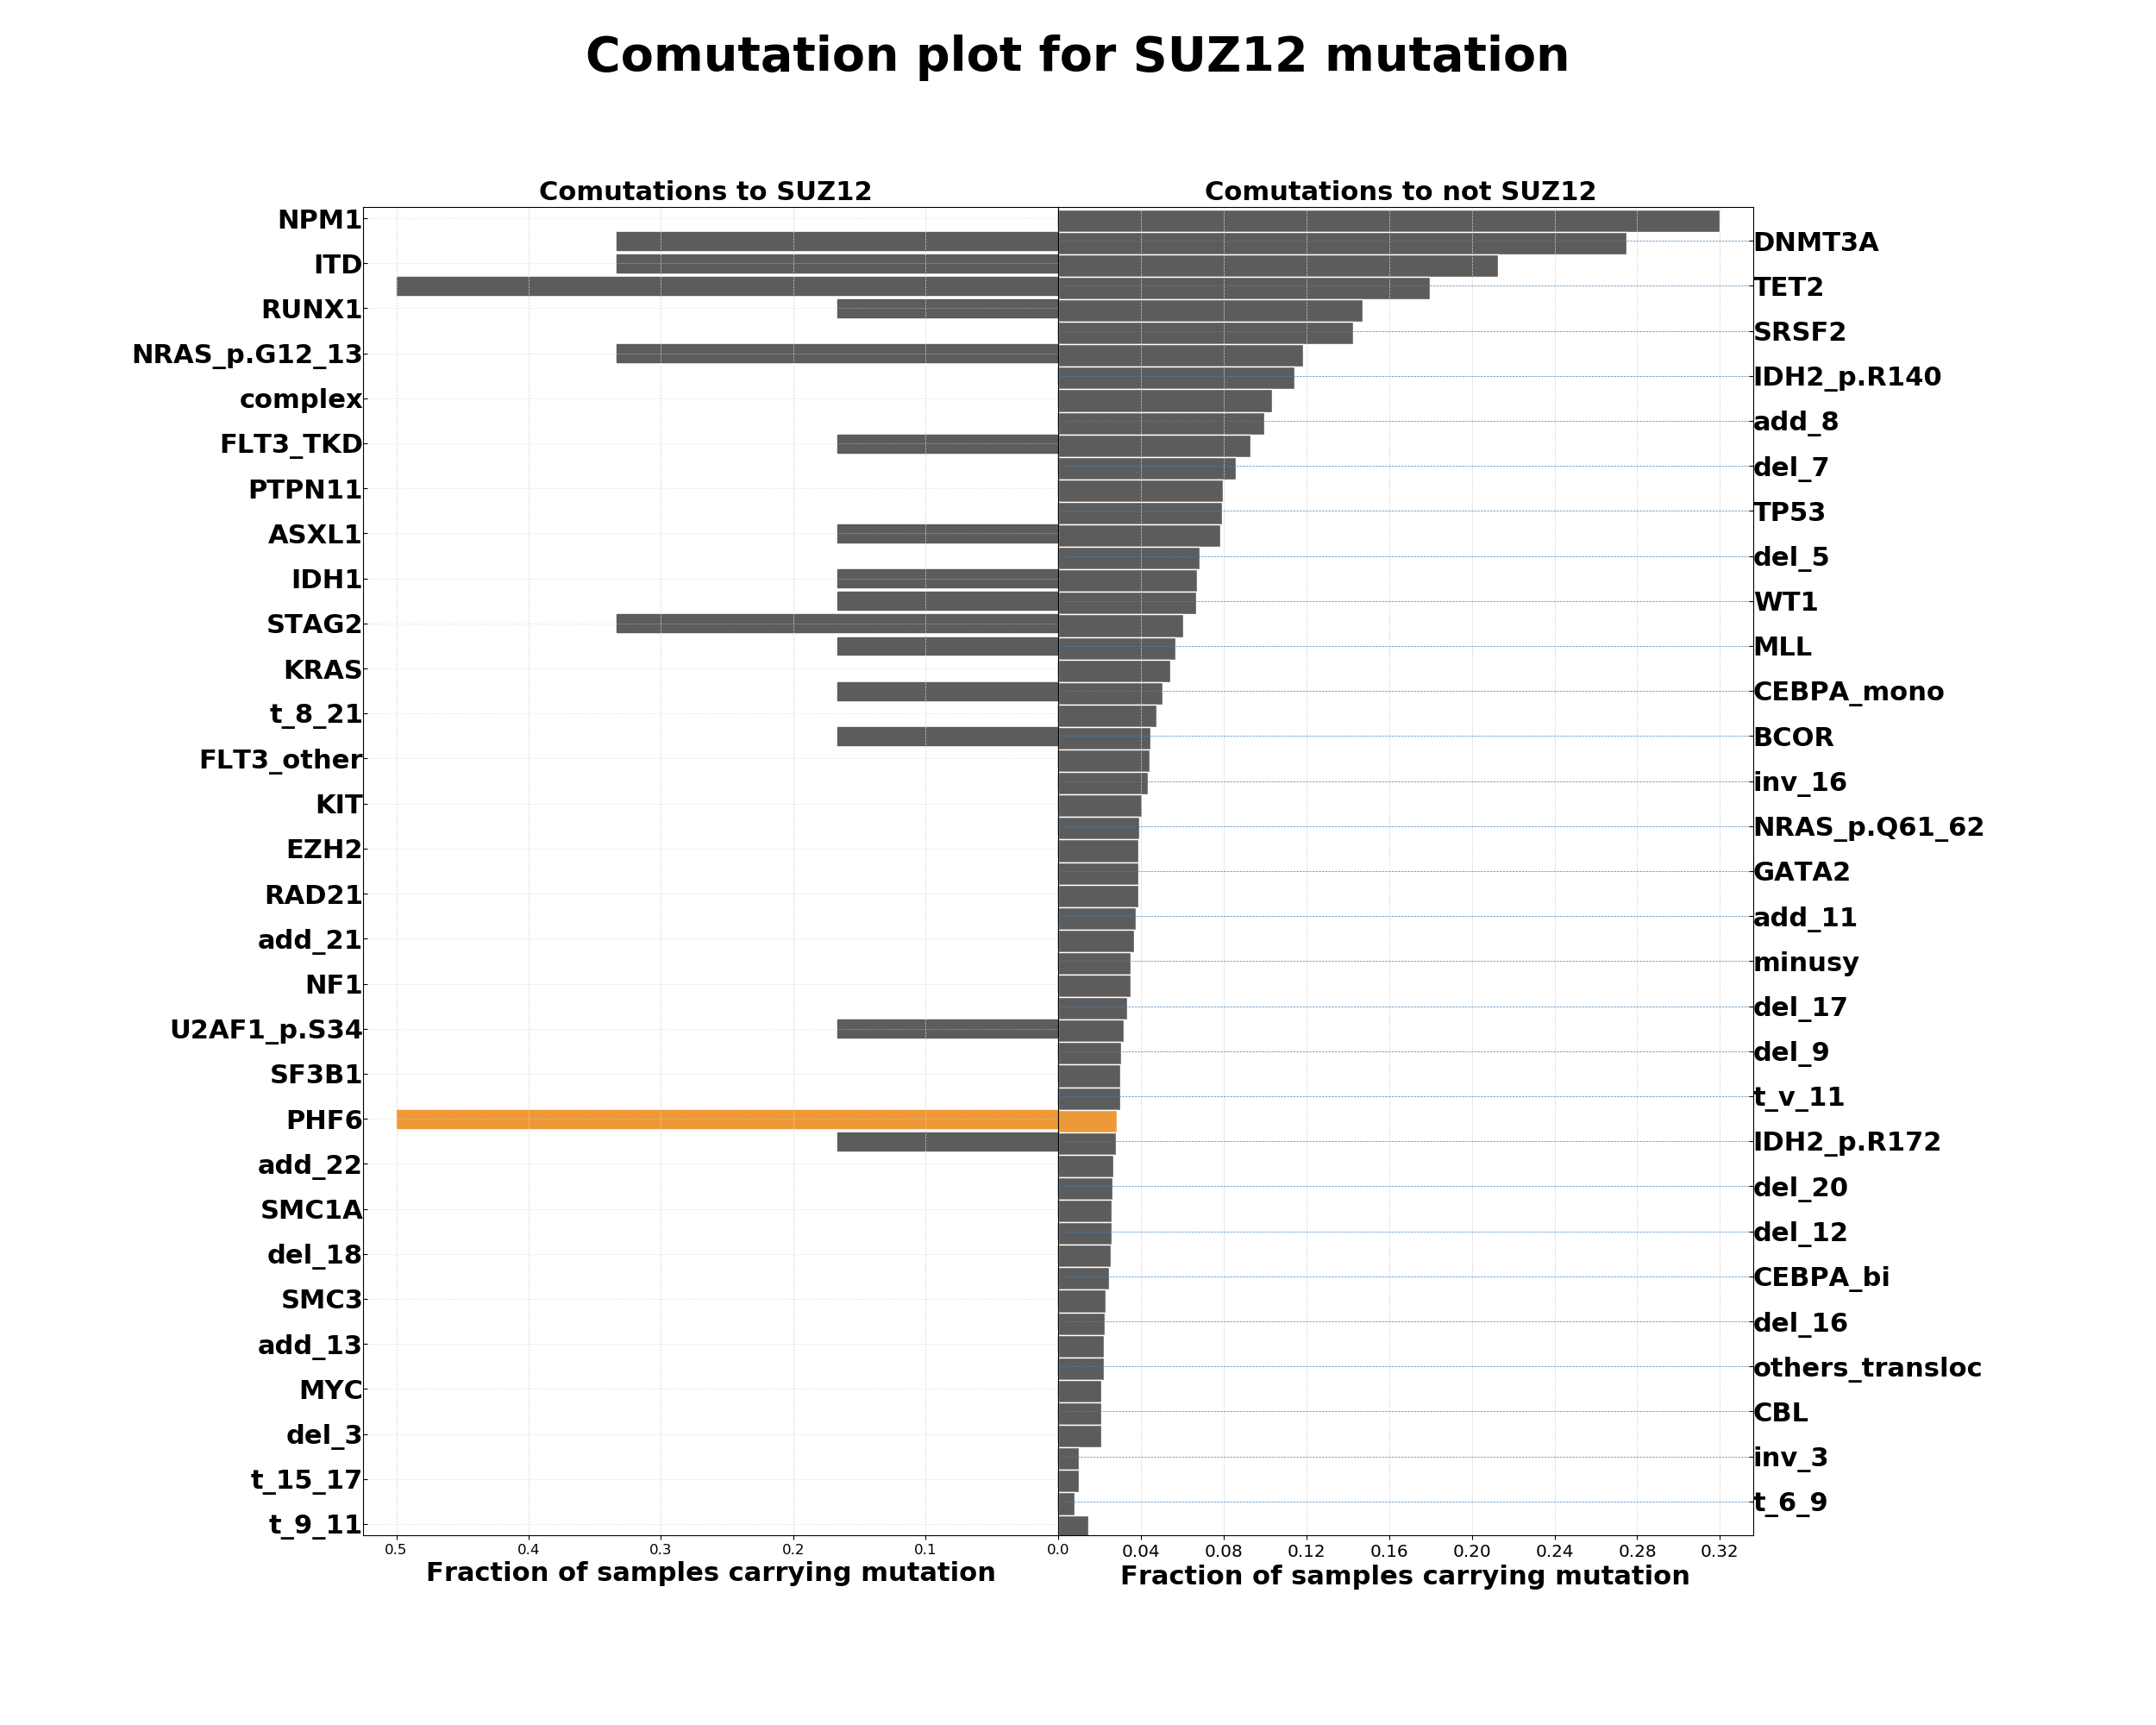 Comutation plot for SUZ12 mutation
Comutations to SUZ12
Comutations to not SUZ12
NPM1
DNMT3A
ITD
TET2
RUNX1
SRSF2
NRAS_p.G12_13
IDH2_p.R140
complex
add_8
FLT3_TKD
del_7
PTPN11
TP53
ASXL1
del_5
IDH1
WT1
STAG2
MLL
KRAS
CEBPA_mono
t_8_21
BCOR
FLT3_other
inv_16
KIT
NRAS_p.Q61_62
EZH2
GATA2
RAD21
add_11
add_21
minusy
NF1
del_17
U2AF1_p.S34
del_9
SF3B1
t_v_11
PHF6
IDH2_p.R172
add_22
del_20
SMC1A
del_12
del_18
CEBPA_bi
SMC3
del_16
add_13
others_transloc
MYC
CBL
del_3
inv_3
t_15_17
t_6_9
t_9_11
0.5 0.4 0.3 0.2 0.1 0.0 0.04 0.08 0.12 0.16 0.20 0.24 0.28 0.32
Fraction of samples carrying mutation
Fraction of samples carrying mutation